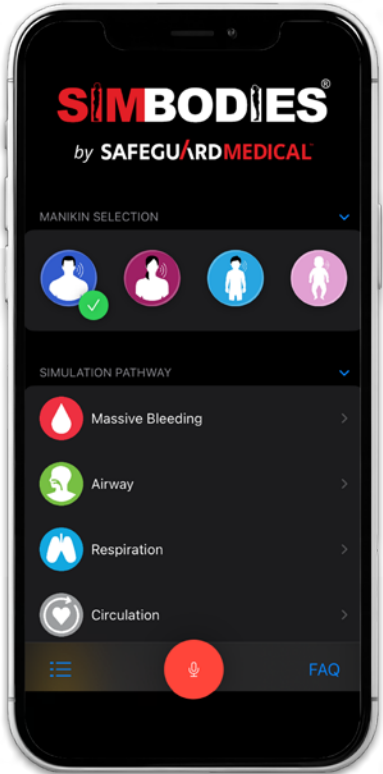 SIMBODIES®
by SAFEGUARDMEDICAL
MANIKIN SELECTION
SIMULATION PATHWAY
Massive Bleeding
Airway
Respiration
Circulation
FAQ